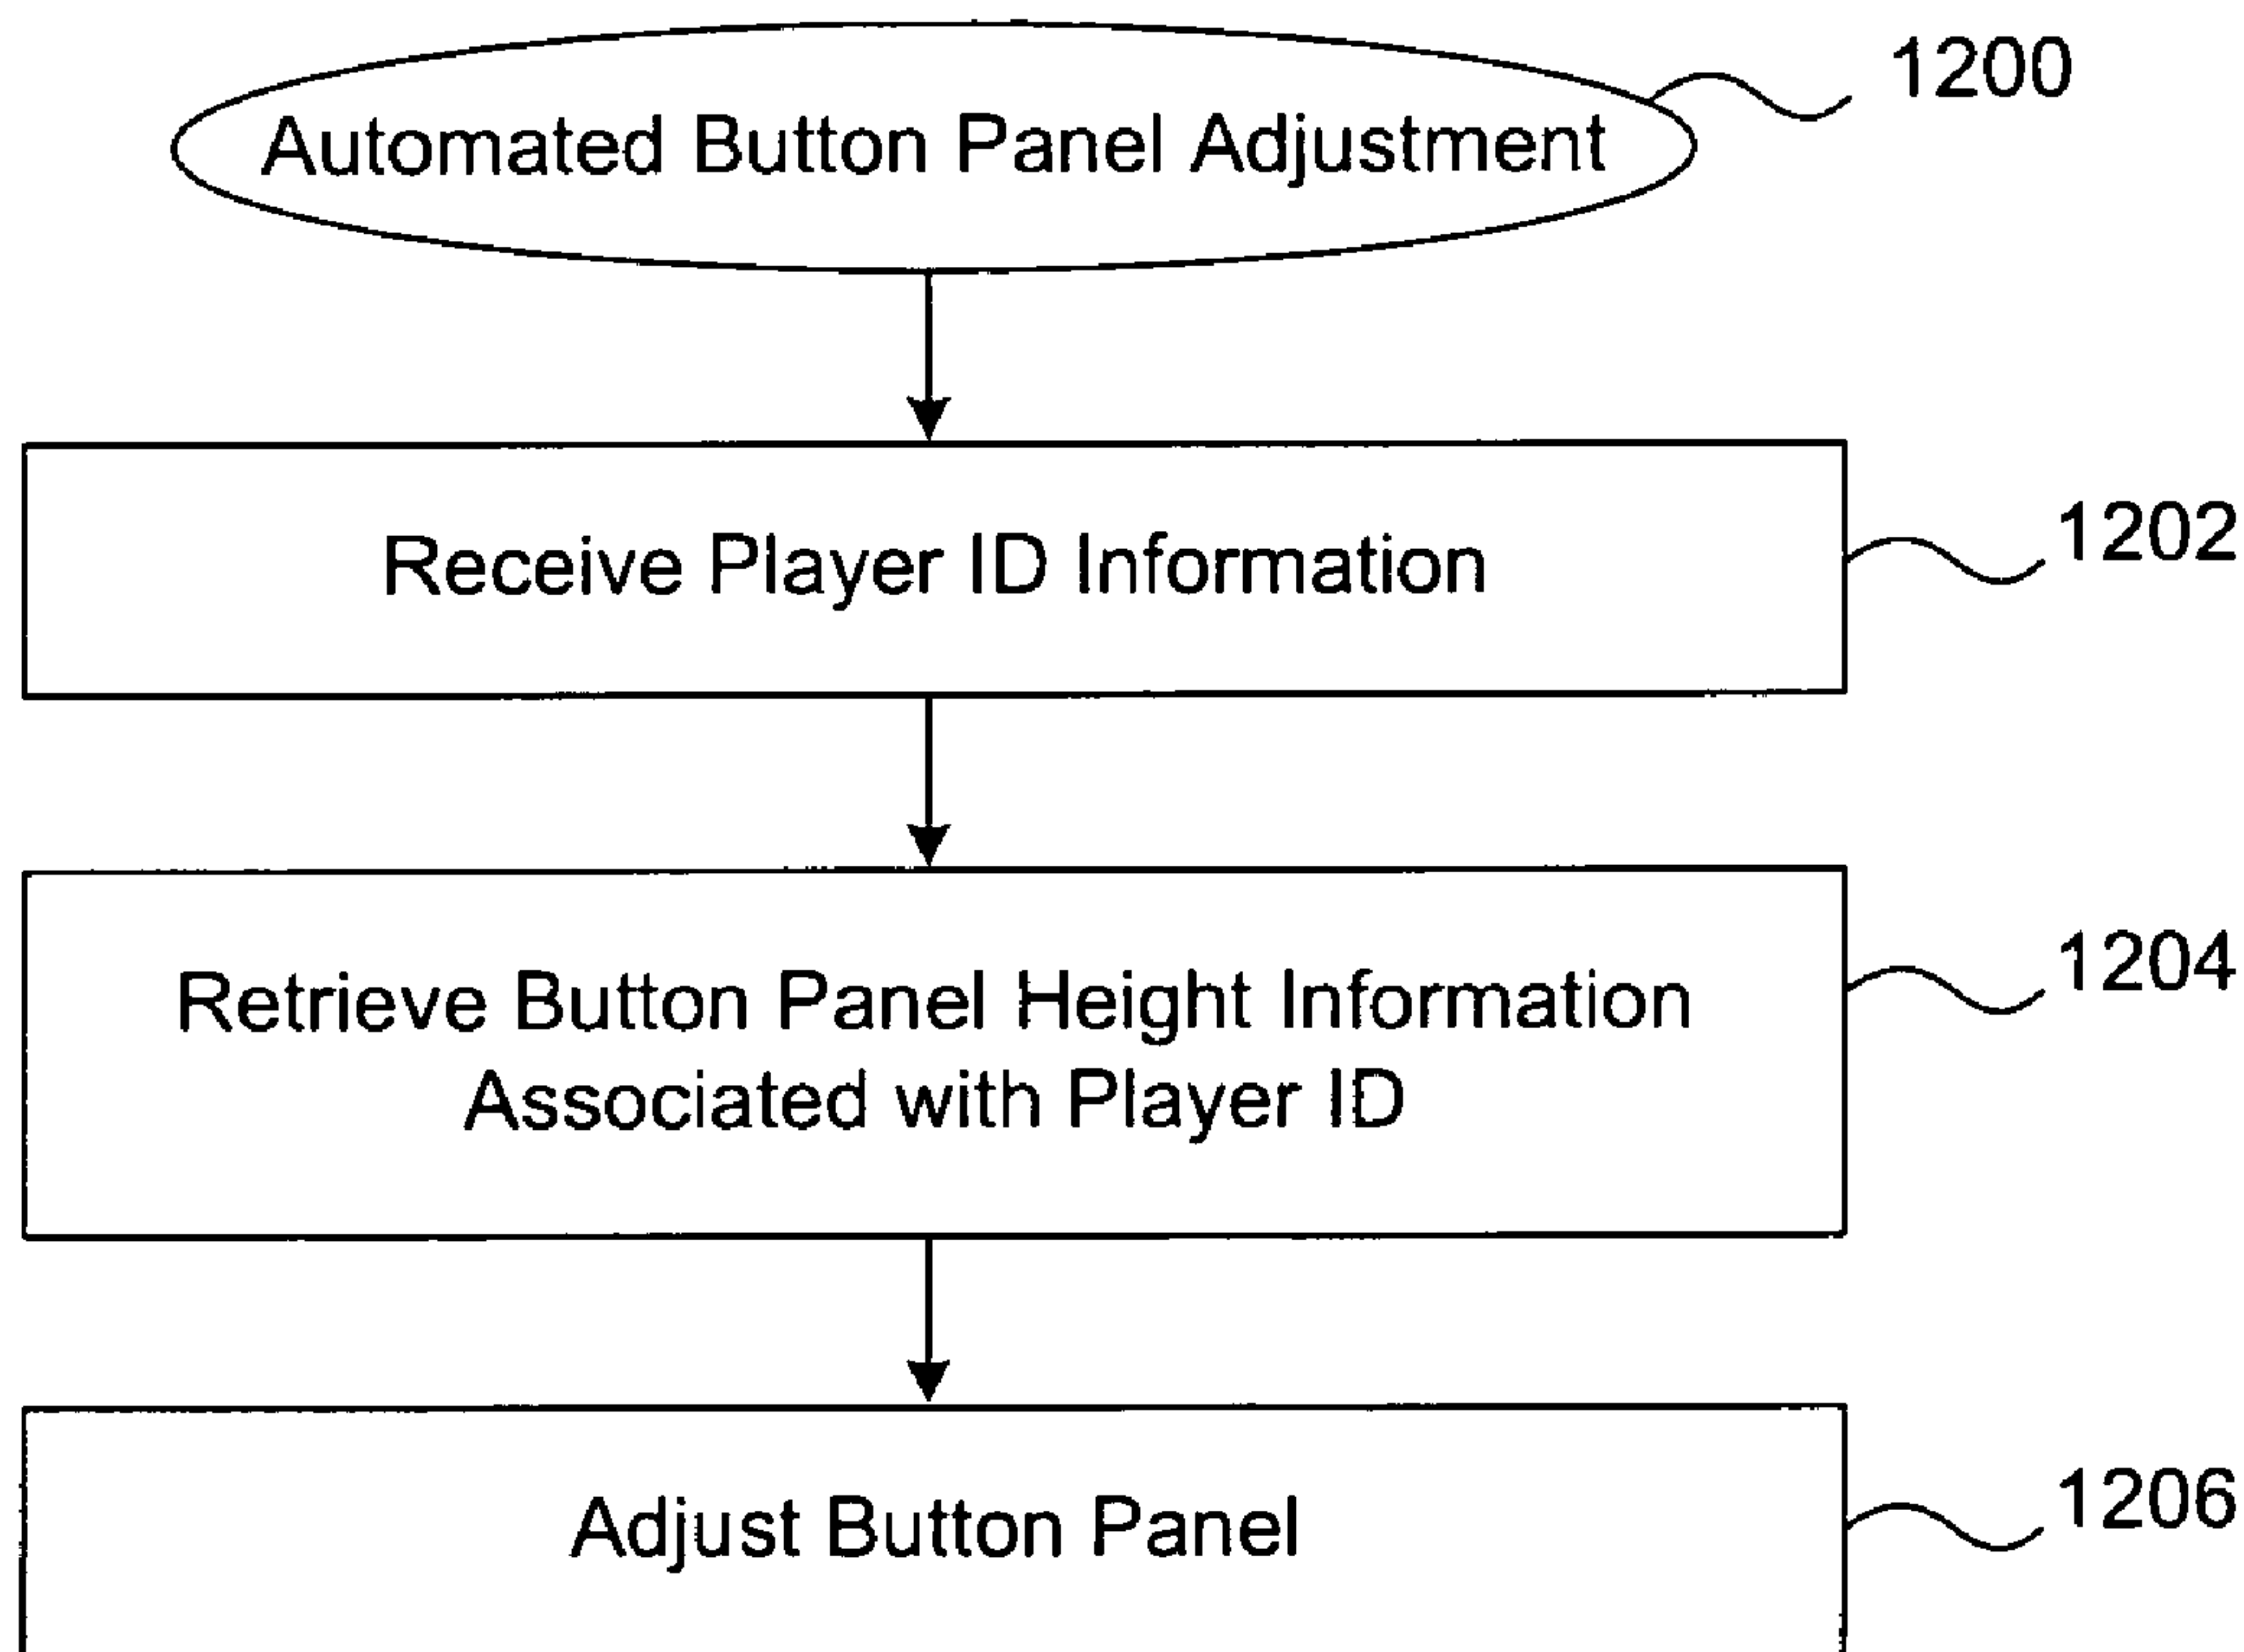 Automated Button Panel Adjustment
1200
Receive Player ID Information
1202
Retrieve Button Panel Height Information
Associated with Player ID
1204
Adjust Button Panel
1206